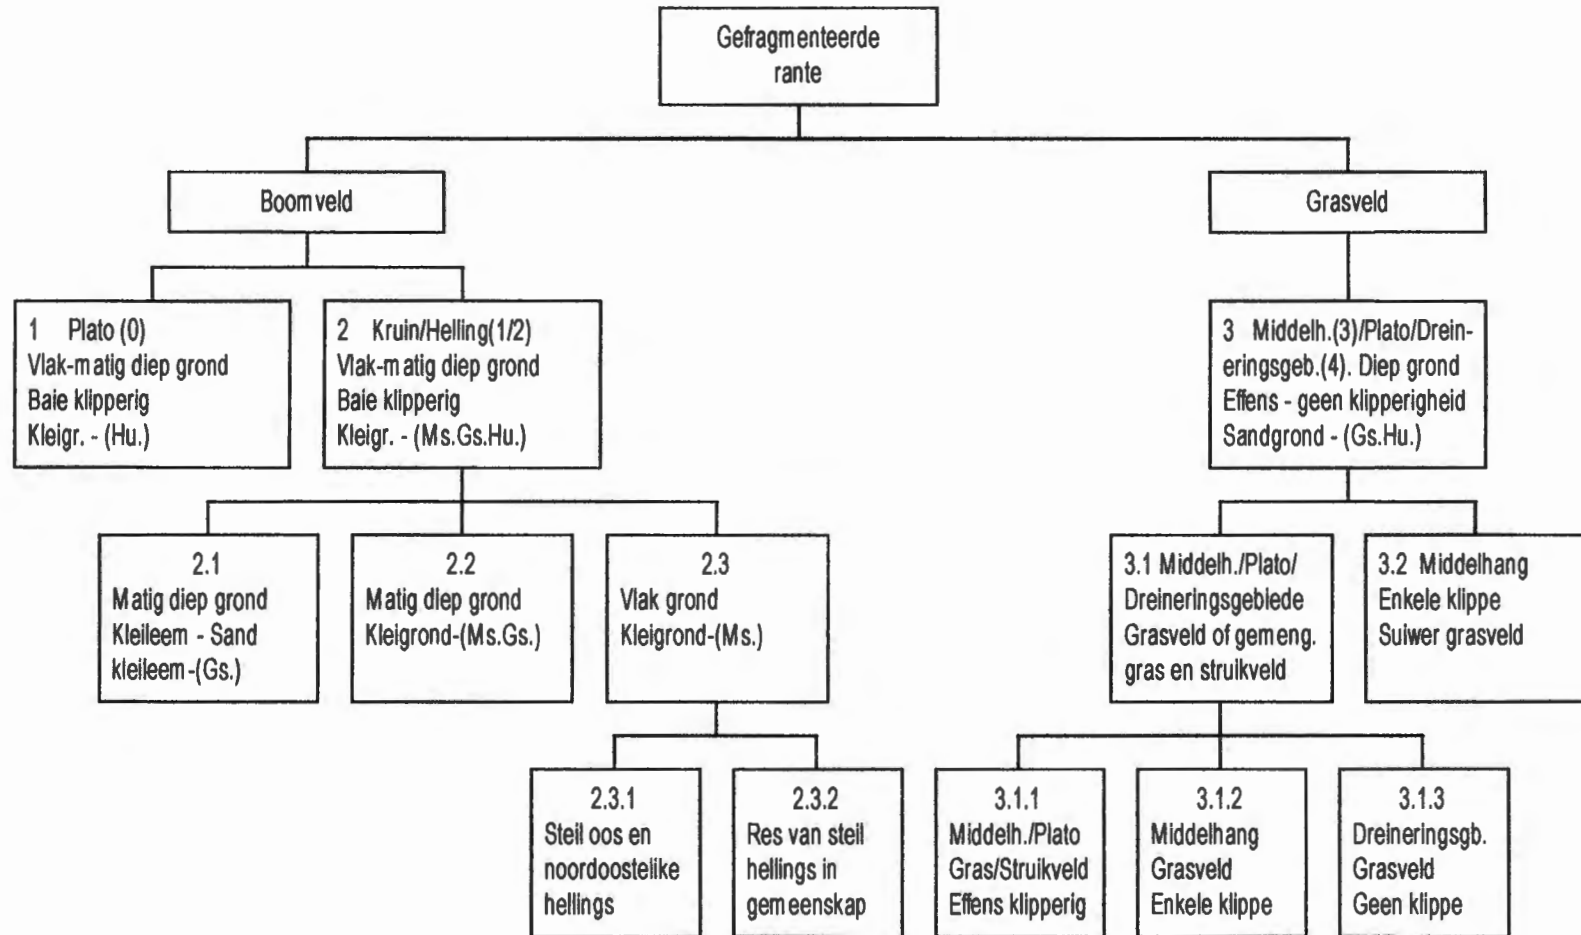 Gefragmenteerde
rante
Boomveld
Grasveld
1 Plato (0)
Vlak-matig diep grond
Baie klipperig
Kleigr. - (Hu.)
2 Kruin/Helling(1/2)
Vlak-matig diep grond
Baie klipperig
Kleigr. - (Ms.Gs.Hu.)
3 Middelh.(3)/Plato/Drein-
eringsgeb.(4). Diep grond
Effens - geen klipperigheid
Sandgrond - (Gs.Hu.)
2.1
Matig diep grond
Kleileem - Sand
kleileem-(Gs.)
2.2
Matig diep grond
Kleigrond-(Ms.Gs.)
2.3
Vlak grond
Kleigrond-(Ms.)
3.1 Middelh./Plato/
Dreineringsgebiede
Grasveld of gemeng.
gras en struikveld
3.2 Middelhang
Enkele klippe
Suiwer grasveld
2.3.1
Steil oos en
noordoostelike
hellings
2.3.2
Res van steil
hellings in
gemeenskap
3.1.1
Middelh./Plato
Gras/Struikveld
Effens klipperig
3.1.2
Middelhang
Grasveld
Enkele klippe
3.1.3
Dreineringsgb.
Grasveld
Geen klippe